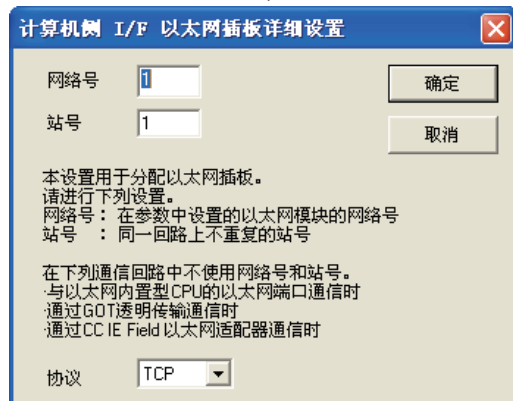 计算机侧 I/F 以太网插板详细设置
网络号 1
确定
站号 1
取消
本设置用于分配以太网插板。
请进行下列设置。
网络号：在参数中设置的以太网模块的网络号
站号 ：同一回路上不重复的站号
在下列通信回路中不使用网络号和站号。
·与以太网内置型CPU的以太网端口通信时
·通过GOT透明传输通信时
·通过CC IE Field 以太网适配器通信时
协议 TCP